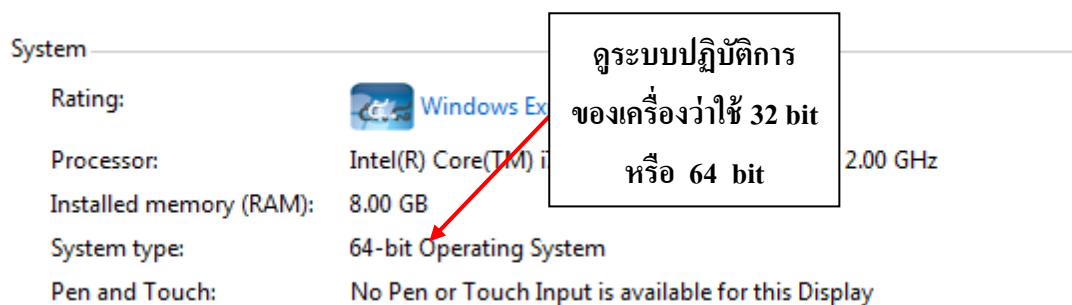 System
Rating:
Windows Ex
Processor:
Intel(R) Core(TM) i
2.00 GHz
Installed memory (RAM):
8.00 GB
System type:
64-bit Operating System
Pen and Touch:
No Pen or Touch Input is available for this Display
ดูระบบปฏิบัติการ
ของเครื่องว่าใช้ 32 bit
หรือ 64 bit